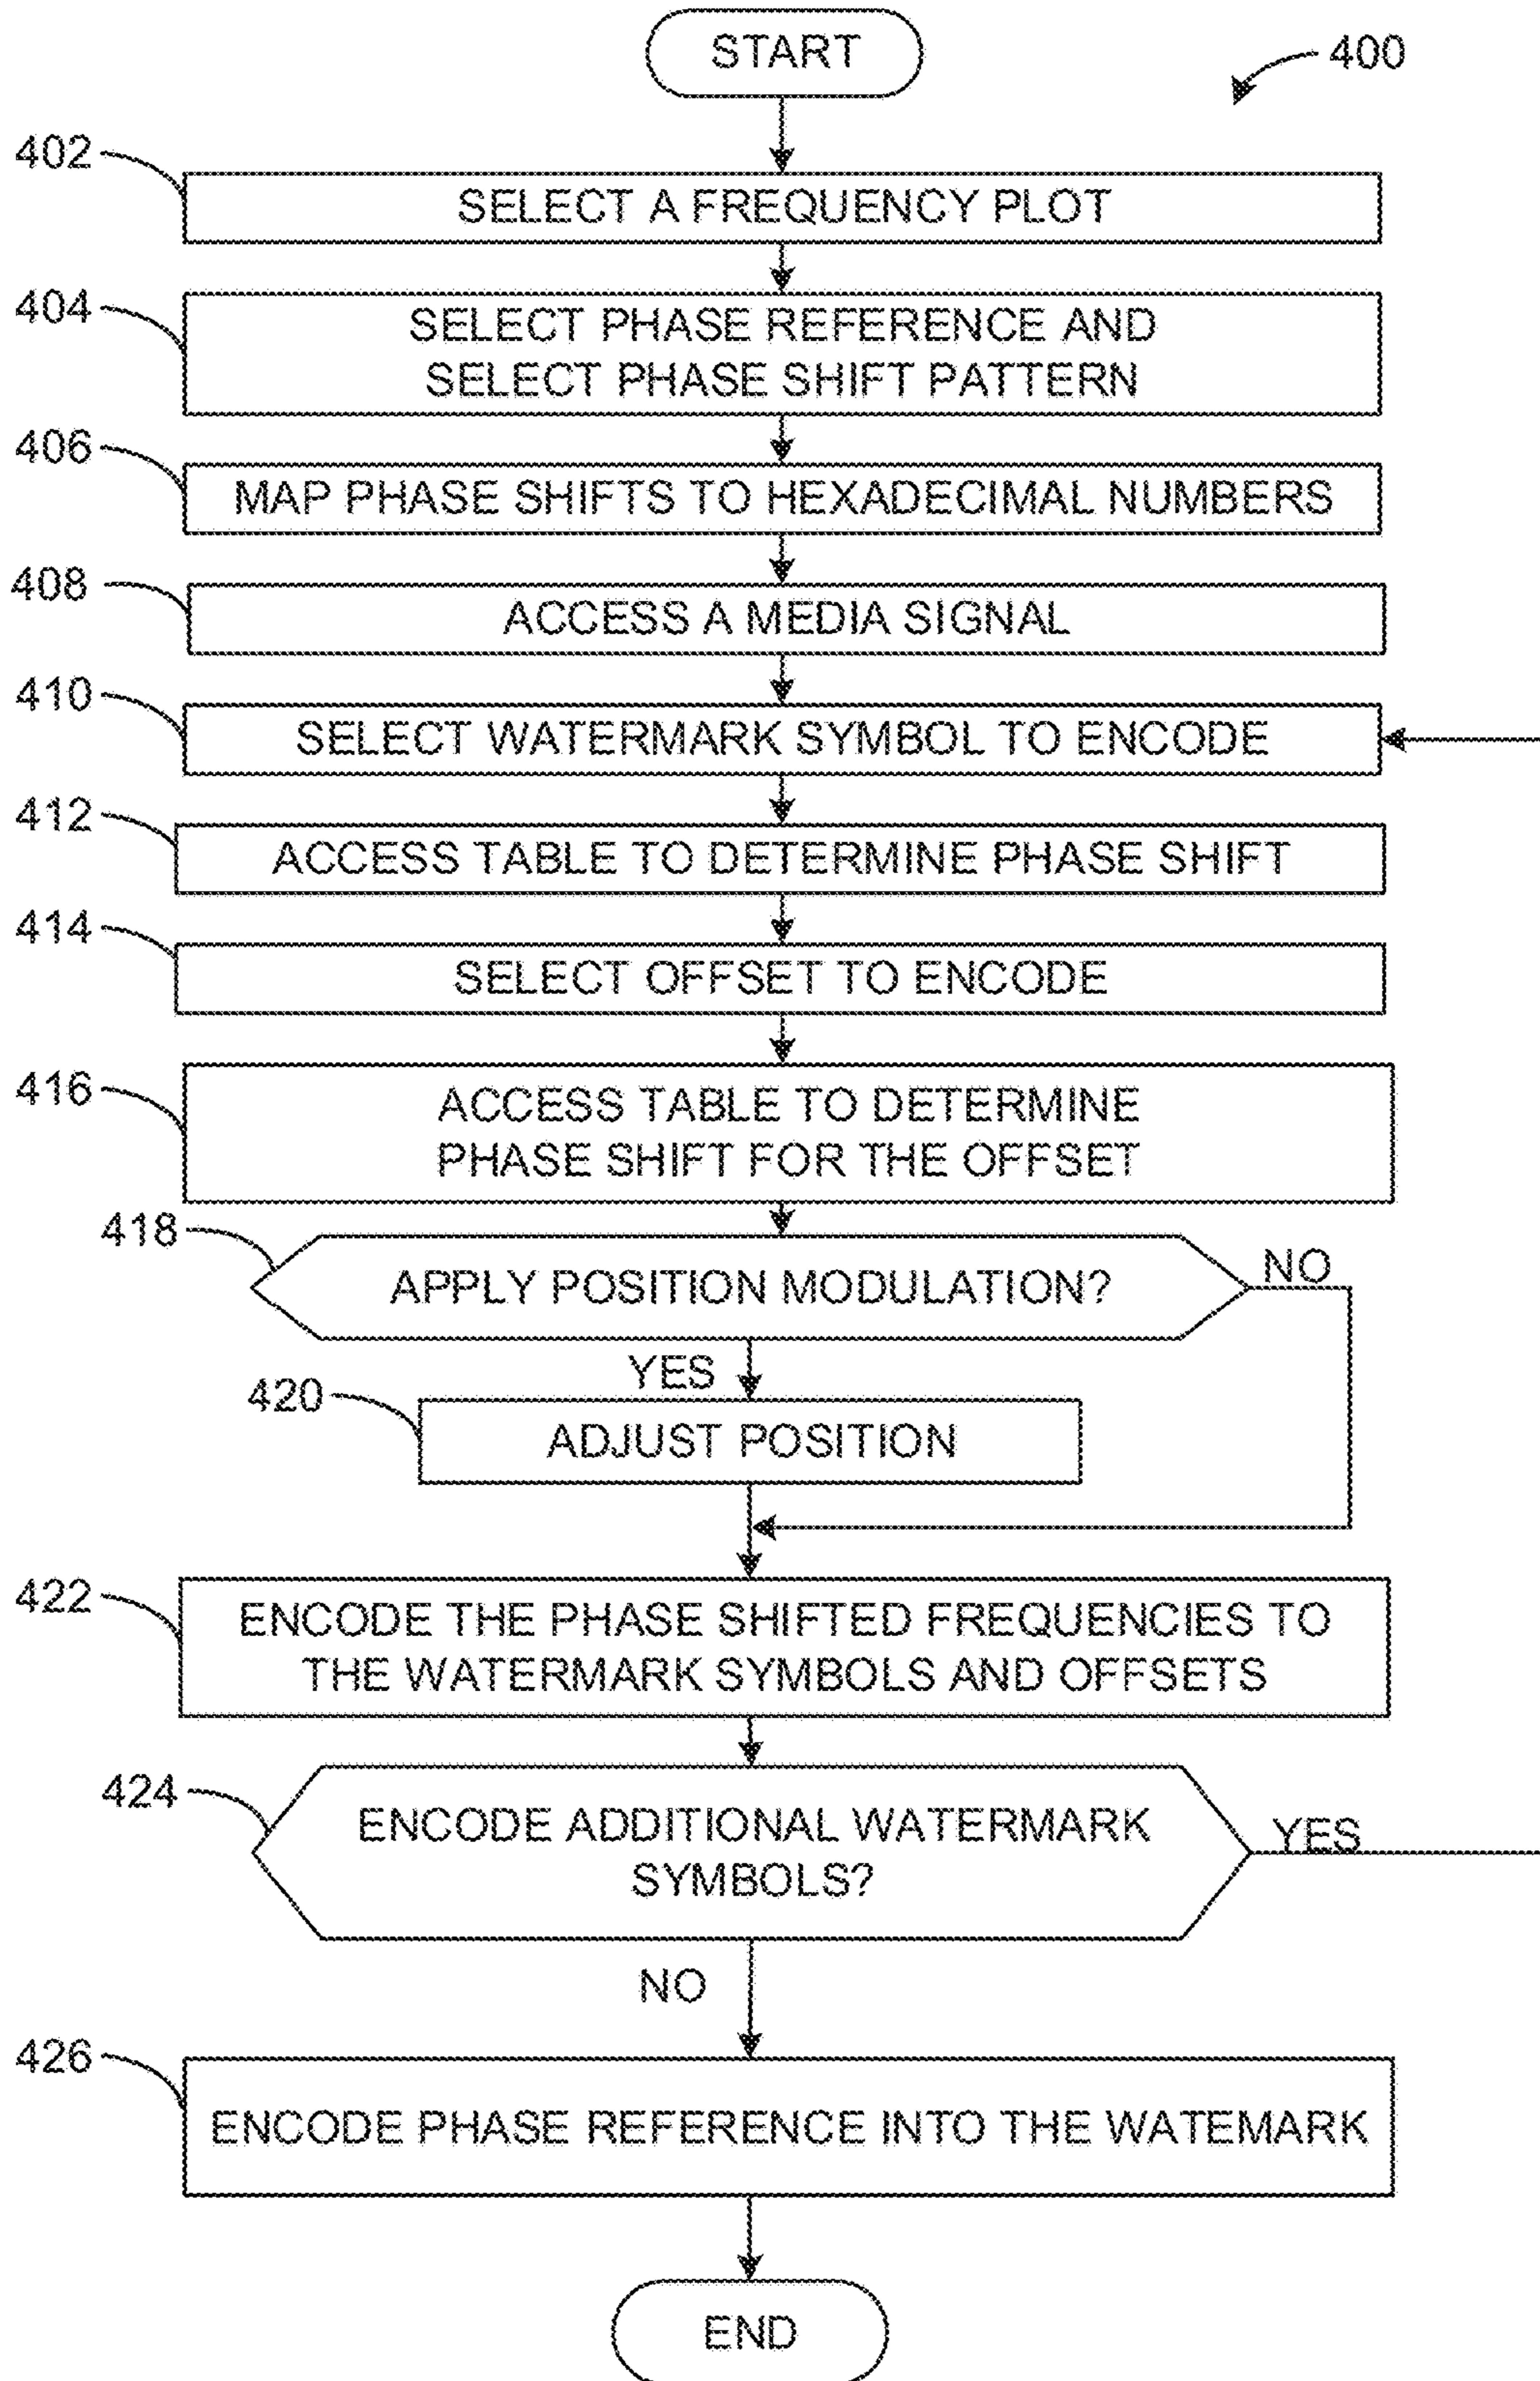 START
400
402
SELECT A FREQUENCY PLOT
404
SELECT PHASE REFERENCE AND
SELECT PHASE SHIFT PATTERN
406
MAP PHASE SHIFTS TO HEXADECIMAL NUMBERS
408
ACCESS A MEDIA SIGNAL
410
SELECT WATERMARK SYMBOL TO ENCODE
412
ACCESS TABLE TO DETERMINE PHASE SHIFT
414
SELECT OFFSET TO ENCODE
416
ACCESS TABLE TO DETERMINE
PHASE SHIFT FOR THE OFFSET
418
APPLY POSITION MODULATION?
NO
YES
420
ADJUST POSITION
422
ENCODE THE PHASE SHIFTED FREQUENCIES TO
THE WATERMARK SYMBOLS AND OFFSETS
424
ENCODE ADDITIONAL WATERMARK
SYMBOLS?
YES
NO
426
ENCODE PHASE REFERENCE INTO THE WATEMARK
END